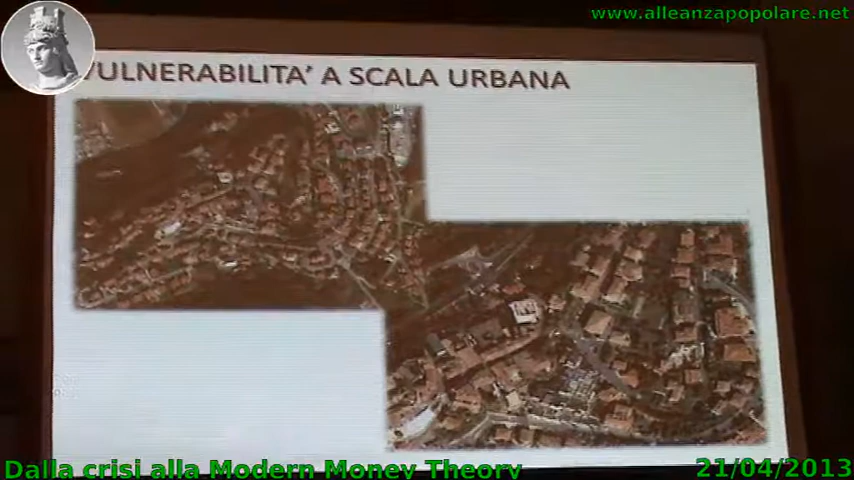 www.alleanzapopolare.net
VULNERABILITA' A SCALA URBANA
Dalla crisi alla Modern Money Theory
21/04/2013